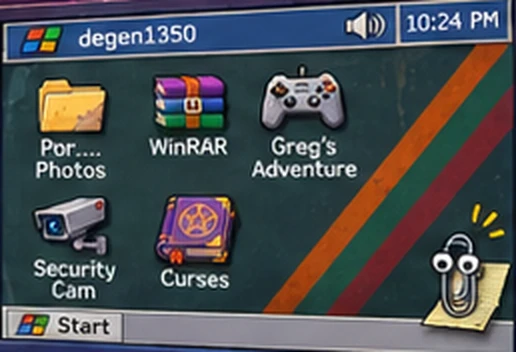 degen1350
10:24 PM
Por....
Photos
WinRAR
Greg's
Adventure
Security
Cam
Curses
Start